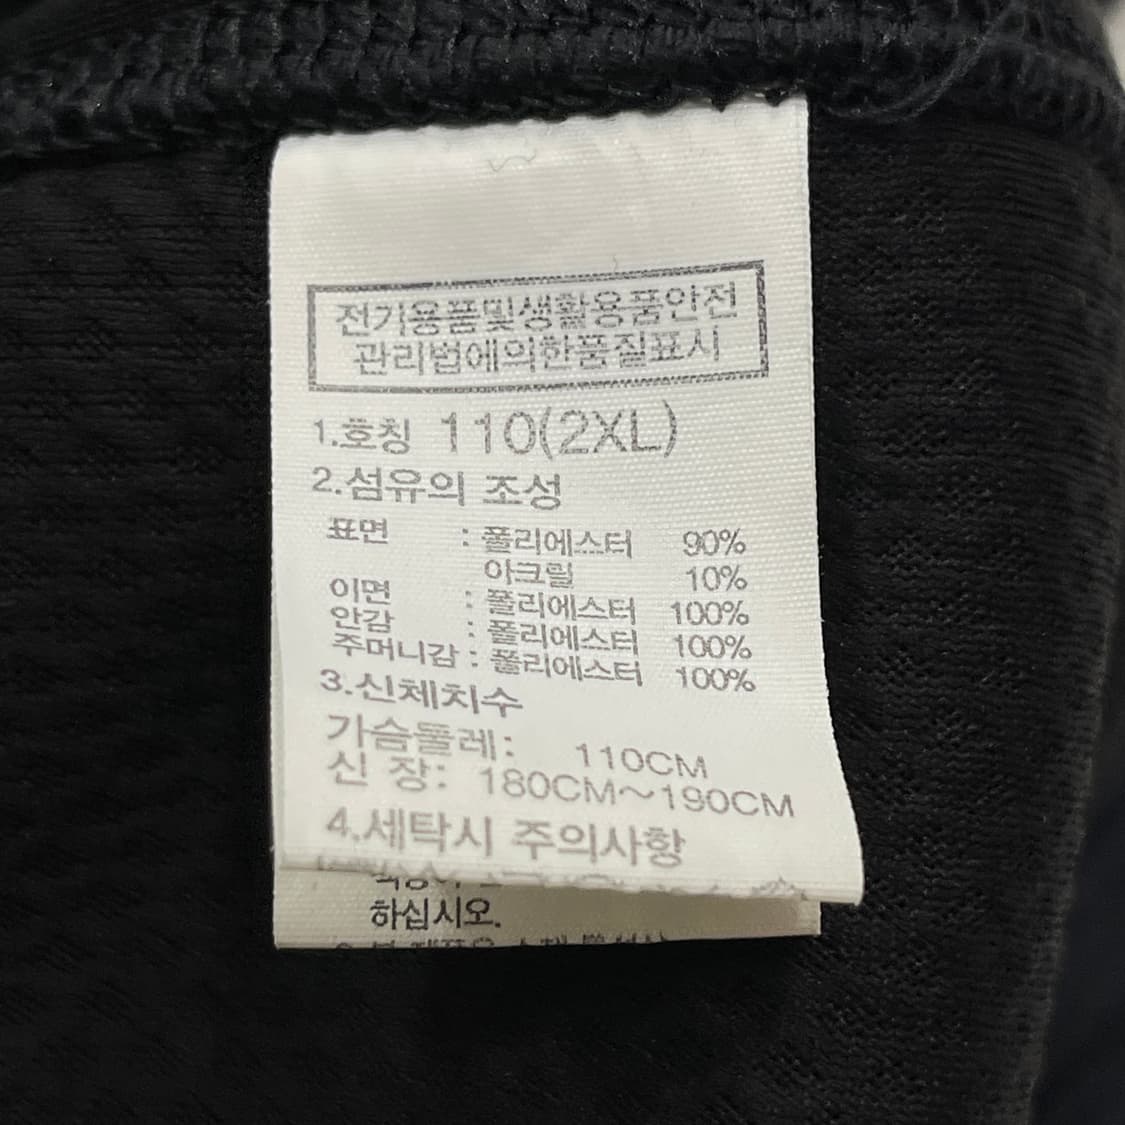 전기용품및생활용품안전
관리법에의한품질표시
1.호칭 110(2XL)
2.섬유의 조성
표면 : 폴리에스터 90%
아크릴 10%
이면 : 폴리에스터 100%
안감 : 폴리에스터 100%
주머니감 : 폴리에스터 100%
3.신체치수
가슴둘레: 110CM
신 장: 180CM~190CM
4.세탁시 주의사항
하십시오.